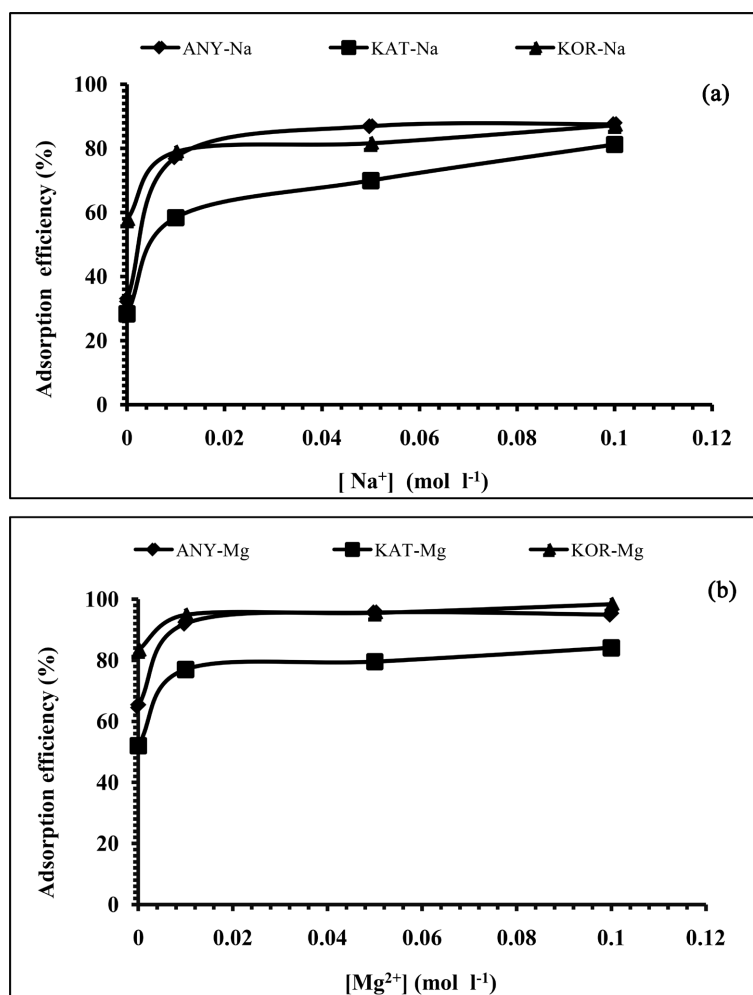 ANY-Na KAT-Na KOR-Na
(a)
100
80
60
40
20
0
Adsorption efficiency (%)
0 0.02 0.04 0.06 0.08 0.1 0.12
[ Na⁺] (mol l⁻¹)
ANY-Mg KAT-Mg KOR-Mg
(b)
100
80
60
40
20
0
Adsorption efficiency (%)
0 0.02 0.04 0.06 0.08 0.1 0.12
[Mg²⁺] (mol l⁻¹)